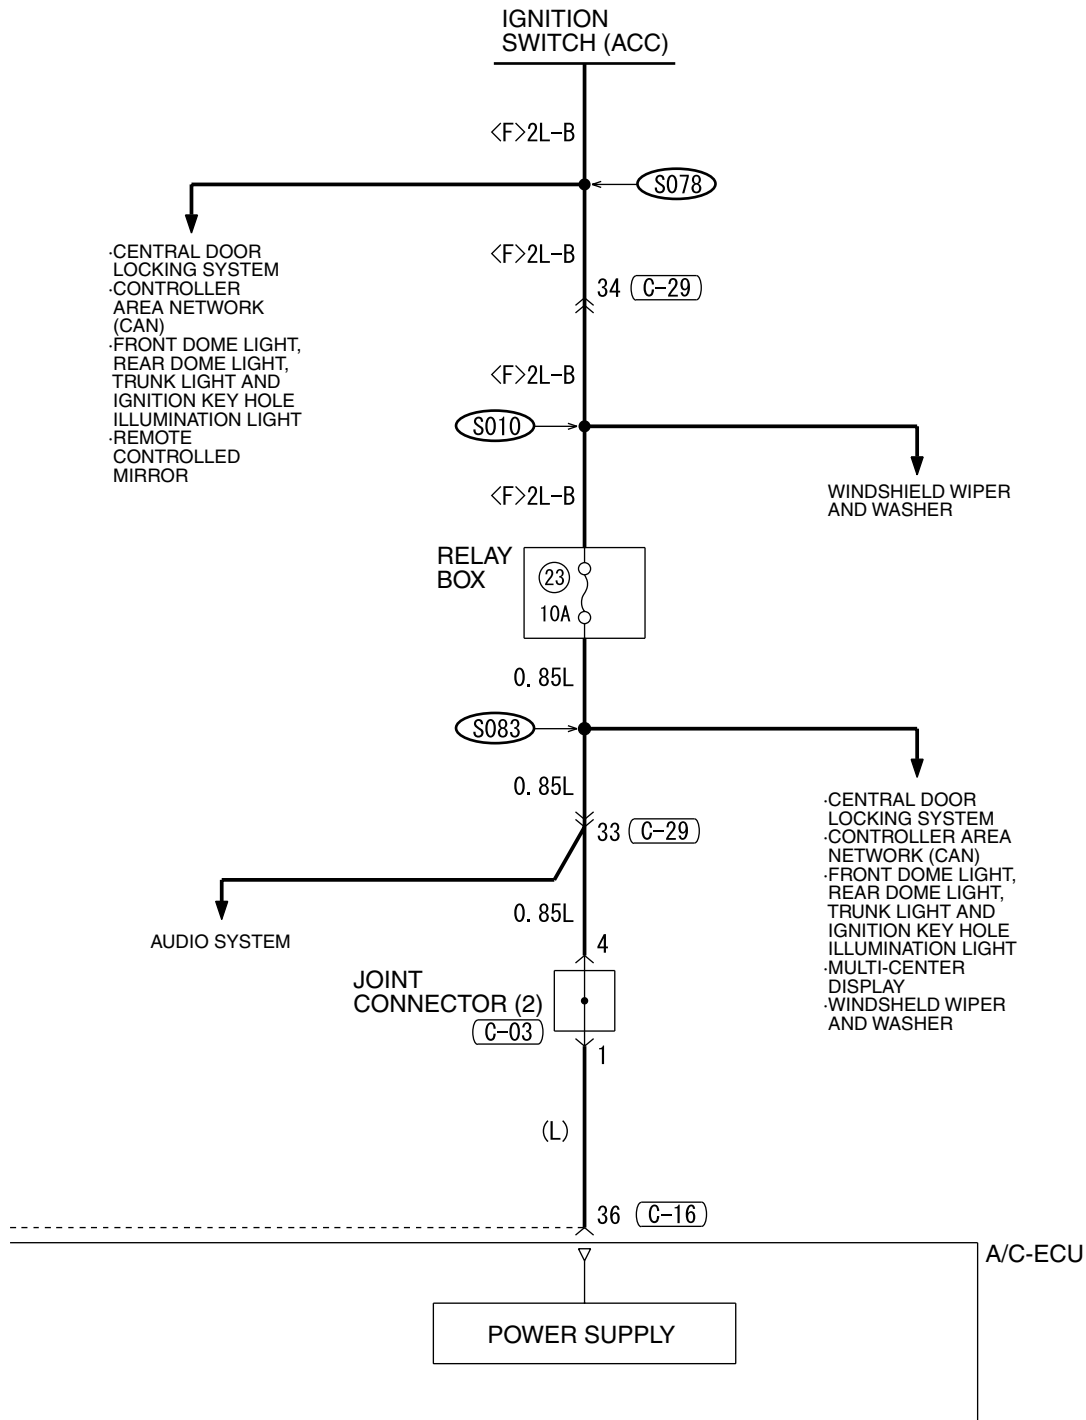 IGNITION
SWITCH (ACC)
<F>2L-B
S078
·CENTRAL DOOR
LOCKING SYSTEM
·CONTROLLER
AREA NETWORK
(CAN)
·FRONT DOME LIGHT,
REAR DOME LIGHT,
TRUNK LIGHT AND
IGNITION KEY HOLE
ILLUMINATION LIGHT
·REMOTE
CONTROLLED
MIRROR
<F>2L-B
34 C-29
<F>2L-B
S010
WINDSHIELD WIPER
AND WASHER
<F>2L-B
RELAY
BOX
23
10A
0.85L
S083
0.85L
·CENTRAL DOOR
LOCKING SYSTEM
·CONTROLLER AREA
NETWORK (CAN)
·FRONT DOME LIGHT,
REAR DOME LIGHT,
TRUNK LIGHT AND
IGNITION KEY HOLE
ILLUMINATION LIGHT
·MULTI-CENTER
DISPLAY
·WINDSHELD WIPER
AND WASHER
33 C-29
AUDIO SYSTEM
0.85L
4
JOINT
CONNECTOR (2)
C-03
1
(L)
36 C-16
A/C-ECU
POWER SUPPLY